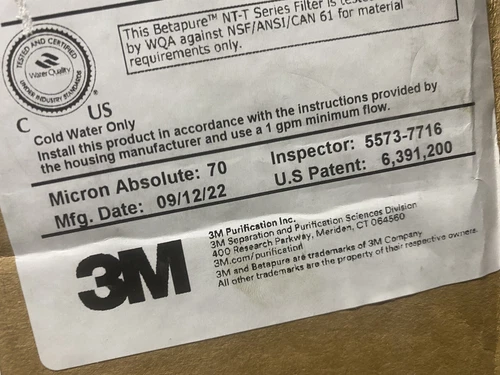 This Betapure™ NT-T Series Filter is tested
by WQA against NSF/ANSI/CAN 61 for material
requirements only.
TESTED AND CERTIFIED
Water Quality
UNDER INDUSTRY STANDARDS
C US
Cold Water Only
Install this product in accordance with the instructions provided by
the housing manufacturer and use a 1 gpm minimum flow.
Micron Absolute: 70
Inspector: 5573-7716
Mfg. Date: 09/12/22
U.S Patent: 6,391,200
3M
3M Purification Inc.
3M Separation and Purification Sciences Division
400 Research Parkway, Meriden, CT 064560
3M.com/purification
3M and Betapure are trademarks of 3M Company
All other trademarks are the property of their respective owners.